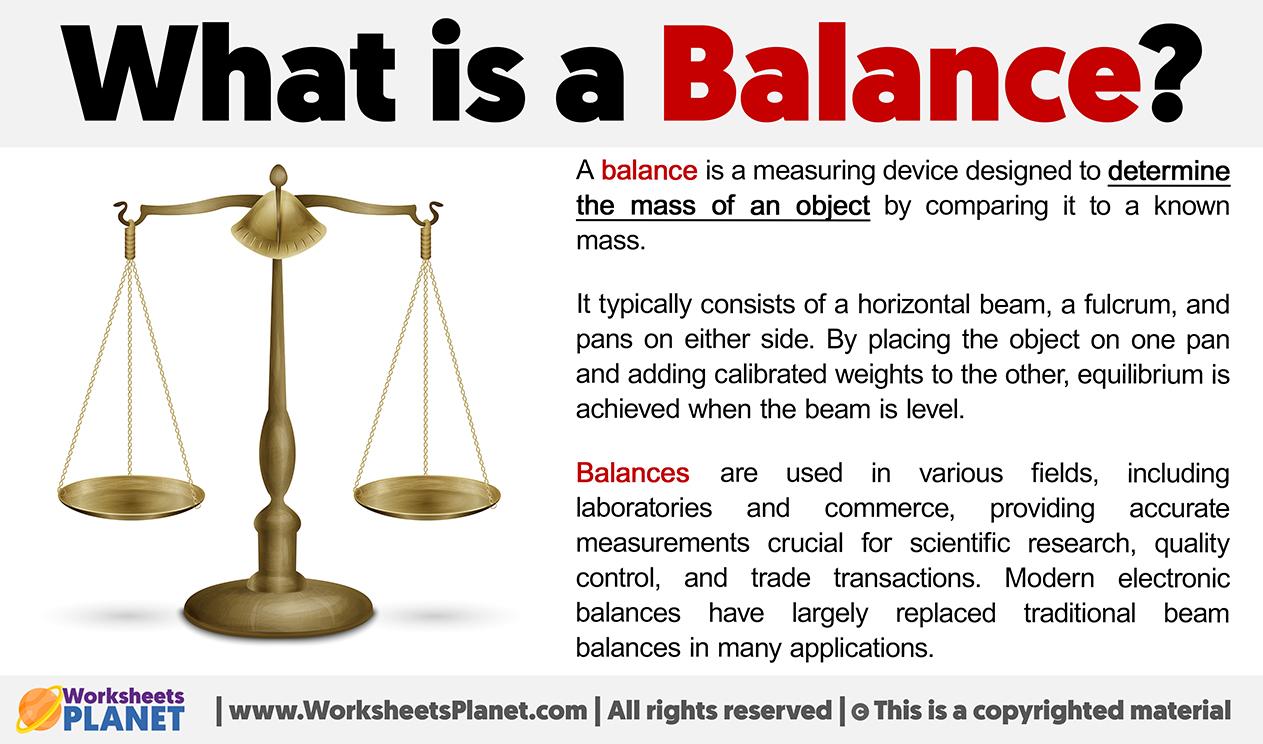 What is a Balance?
A balance is a measuring device designed to determine
the mass of an object by comparing it to a known
mass.
It typically consists of a horizontal beam, a fulcrum, and
pans on either side. By placing the object on one pan
and adding calibrated weights to the other, equilibrium is
achieved when the beam is level.
Balances are used in various fields, including
laboratories and commerce, providing accurate
measurements crucial for scientific research, quality
control, and trade transactions. Modern electronic
balances have largely replaced traditional beam
balances in many applications.
Worksheets
PLANET
| www.WorksheetsPlanet.com | All rights reserved | © This is a copyrighted material